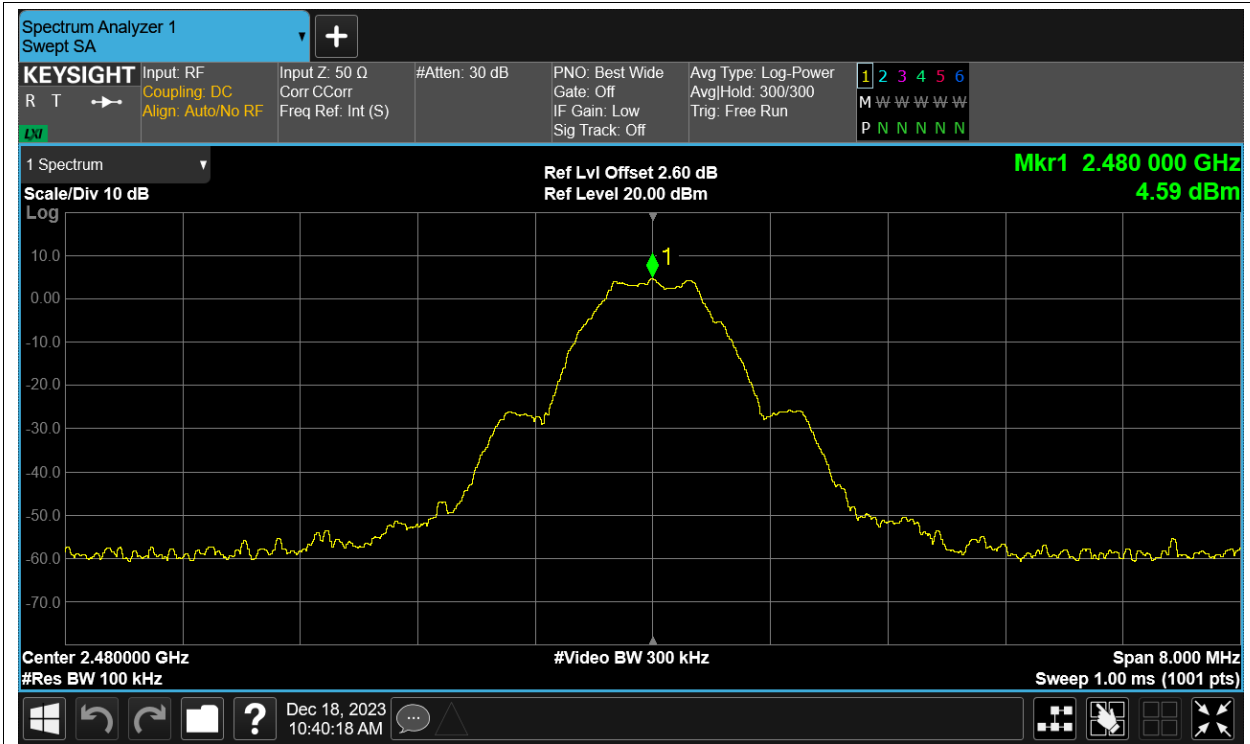 Spectrum Analyzer 1
Swept SA
KEYSIGHT
R T
LXI
Input: RF
Coupling: DC
Align: Auto/No RF
Input Z: 50 Ω
Corr CCorr
Freq Ref: Int (S)
#Atten: 30 dB
PNO: Best Wide
Gate: Off
IF Gain: Low
Sig Track: Off
Avg Type: Log-Power
Avg|Hold: 300/300
Trig: Free Run
1 2 3 4 5 6
M W W W W W
P N N N N N
1 Spectrum
Scale/Div 10 dB
Log
Ref Lvl Offset 2.60 dB
Ref Level 20.00 dBm
Mkr1 2.480 000 GHz
4.59 dBm
1
10.0
0.00
-10.0
-20.0
-30.0
-40.0
-50.0
-60.0
-70.0
Center 2.480000 GHz
#Video BW 300 kHz
Span 8.000 MHz
#Res BW 100 kHz
Sweep 1.00 ms (1001 pts)
?
Dec 18, 2023
10:40:18 AM